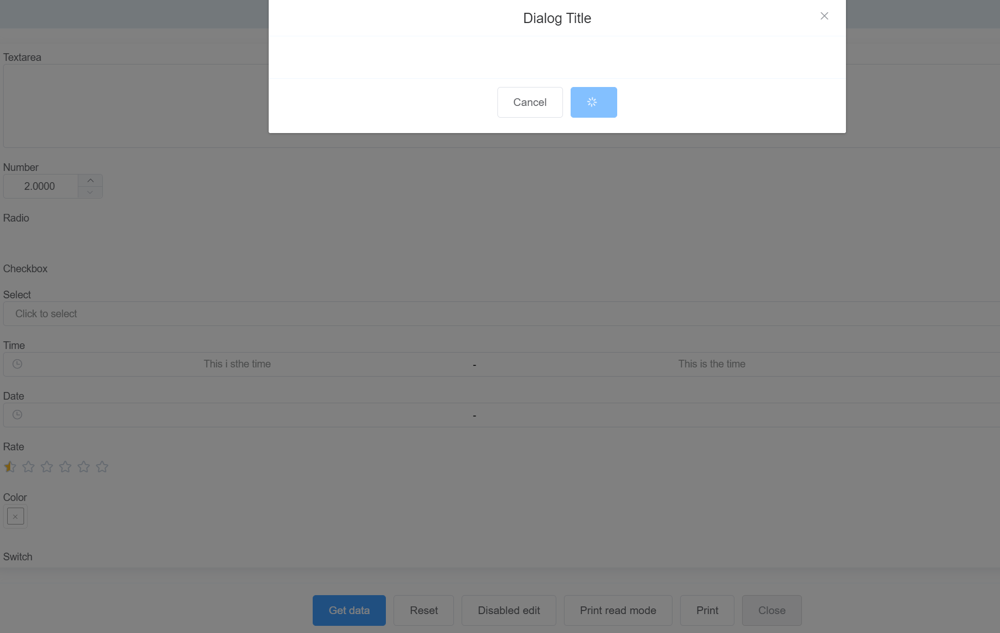 Dialog Title
Cancel
Textarea
Number
2.0000
Radio
Checkbox
Select
Click to select
Time
This i sthe time - This is the time
Date
-
Rate
Color
Switch
Get data Reset Disabled edit Print read mode Print Close